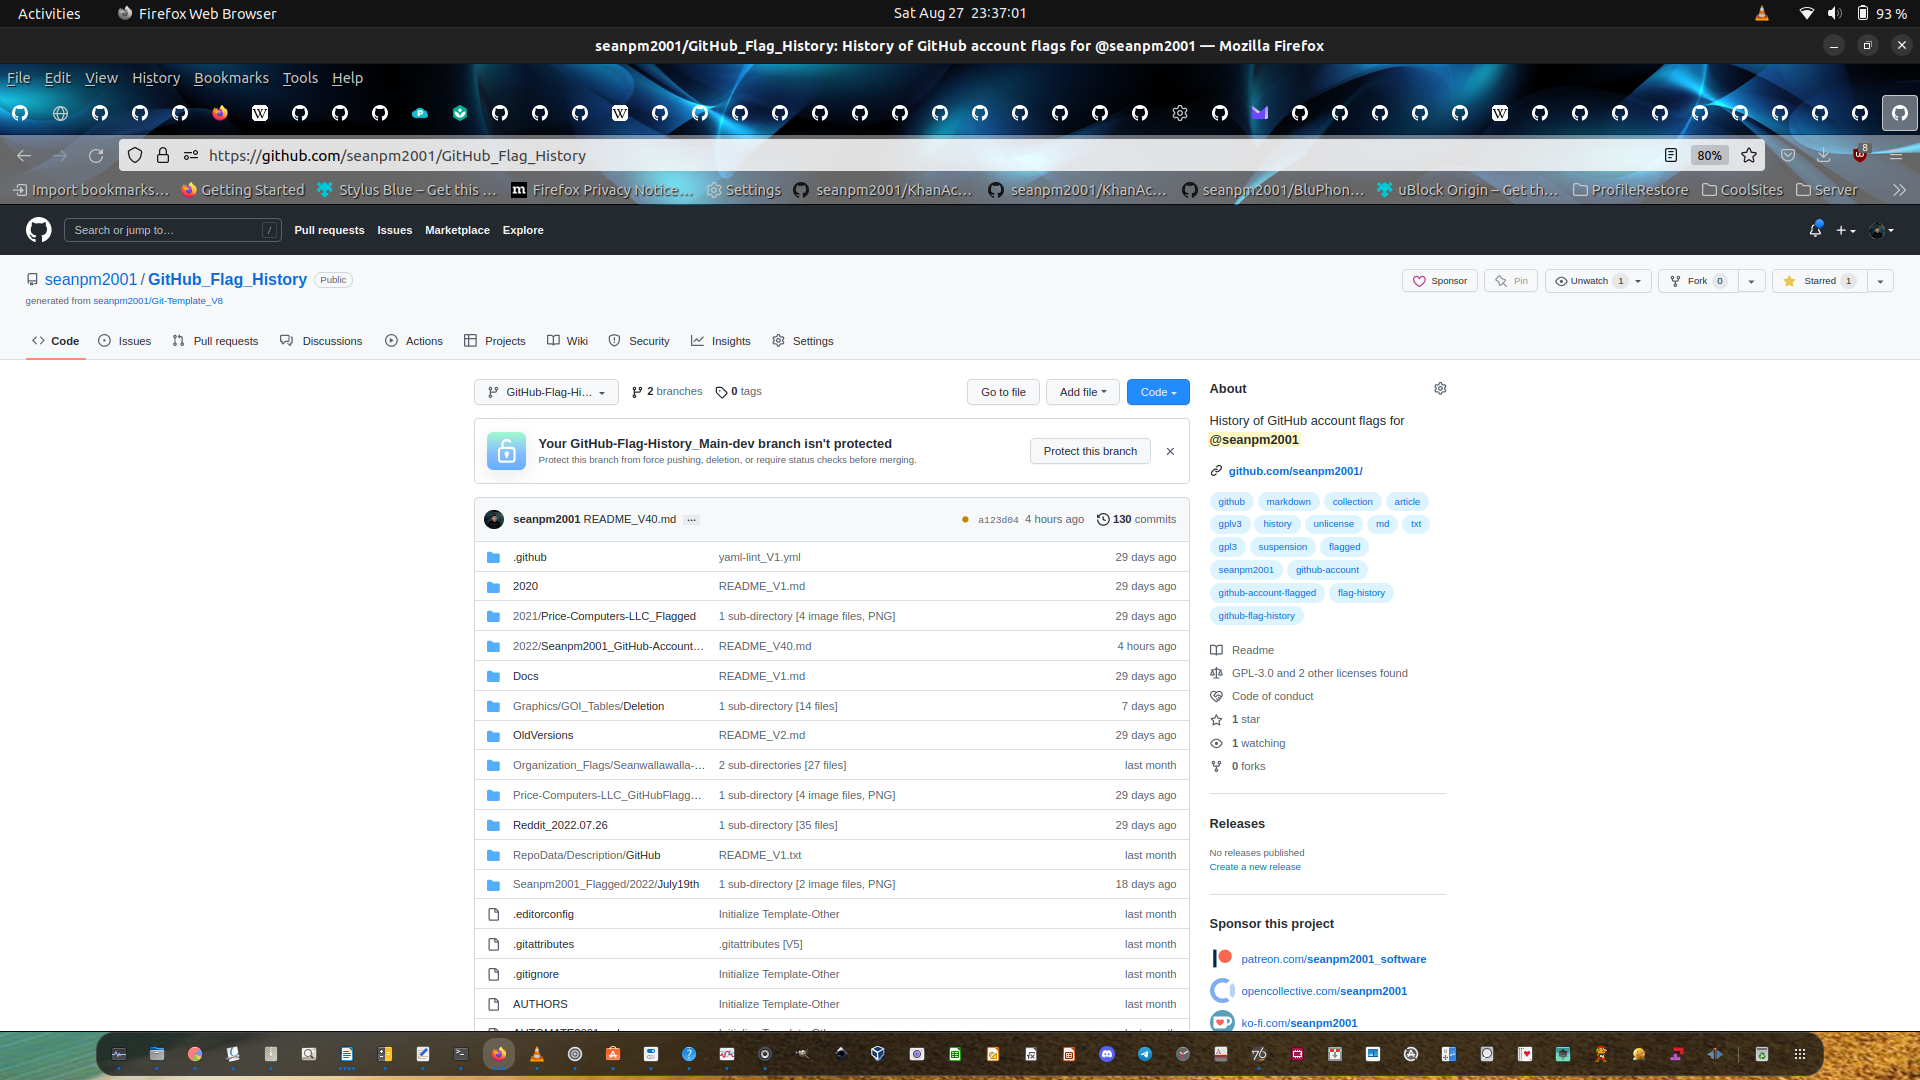 Activities
Firefox Web Browser
Sat Aug 27 23:37:01
93 %
seanpm2001/GitHub_Flag_History: History of GitHub account flags for @seanpm2001 — Mozilla Firefox
File Edit View History Bookmarks Tools Help
https://github.com/seanpm2001/GitHub_Flag_History
80%
8
Import bookmarks… Getting Started Stylus Blue – Get this … Firefox Privacy Notice… Settings seanpm2001/KhanAc… seanpm2001/KhanAc… seanpm2001/BluPhon… uBlock Origin – Get th… ProfileRestore CoolSites Server
Search or jump to… /
Pull requests Issues Marketplace Explore
seanpm2001 / GitHub_Flag_History Public
generated from seanpm2001/Git-Template_V8
Sponsor Pin Unwatch 1 Fork 0 Starred 1
Code Issues Pull requests Discussions Actions Projects Wiki Security Insights Settings
GitHub-Flag-Hi… 2 branches 0 tags
Go to file Add file Code
Your GitHub-Flag-History_Main-dev branch isn't protected
Protect this branch from force pushing, deletion, or require status checks before merging.
Protect this branch
seanpm2001 README_V40.md … a123d04 4 hours ago 130 commits
.github yaml-lint_V1.yml 29 days ago
2020 README_V1.md 29 days ago
2021/Price-Computers-LLC_Flagged 1 sub-directory [4 image files, PNG] 29 days ago
2022/Seanpm2001_GitHub-Account… README_V40.md 4 hours ago
Docs README_V1.md 29 days ago
Graphics/GOI_Tables/Deletion 1 sub-directory [14 files] 7 days ago
OldVersions README_V2.md 29 days ago
Organization_Flags/Seanwallawalla-… 2 sub-directories [27 files] last month
Price-Computers-LLC_GitHubFlagg… 1 sub-directory [4 image files, PNG] 29 days ago
Reddit_2022.07.26 1 sub-directory [35 files] 29 days ago
RepoData/Description/GitHub README_V1.txt last month
Seanpm2001_Flagged/2022/July19th 1 sub-directory [2 image files, PNG] 18 days ago
.editorconfig Initialize Template-Other last month
.gitattributes .gitattributes [V5] last month
.gitignore Initialize Template-Other last month
AUTHORS Initialize Template-Other last month
About
History of GitHub account flags for
@seanpm2001
github.com/seanpm2001/
github markdown collection article
gplv3 history unlicense md txt
gpl3 suspension flagged
seanpm2001 github-account
github-account-flagged flag-history
github-flag-history
Readme
GPL-3.0 and 2 other licenses found
Code of conduct
1 star
1 watching
0 forks
Releases
No releases published
Create a new release
Sponsor this project
patreon.com/seanpm2001_software
opencollective.com/seanpm2001
ko-fi.com/seanpm2001